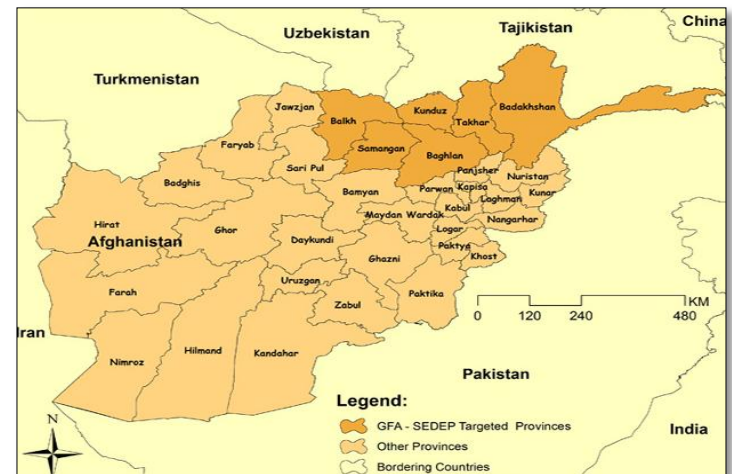 China
Tajikistan
Uzbekistan
Turkmenistan
Jawzjan
Balkh
Kunduz
Takhar
Badakhshan
Faryab
Samangan
Baghlan
Sari Pul
Panjsher
Nuristan
Badghis
Bamyan
Parwan
Kapisa
Kunar
Laghman
Hirat
Afghanistan
Ghor
Maydan Wardak
Kabul
Nangarhar
Daykundi
Logar
Paktya
Ghazni
Khost
Uruzgan
Farah
Zabul
Paktika
KM
0 120 240 480
Iran
Nimroz
Hilmand
Kandahar
Pakistan
Legend:
GFA - SEDEP Targeted Provinces
Other Provinces
Bordering Countries
India
N